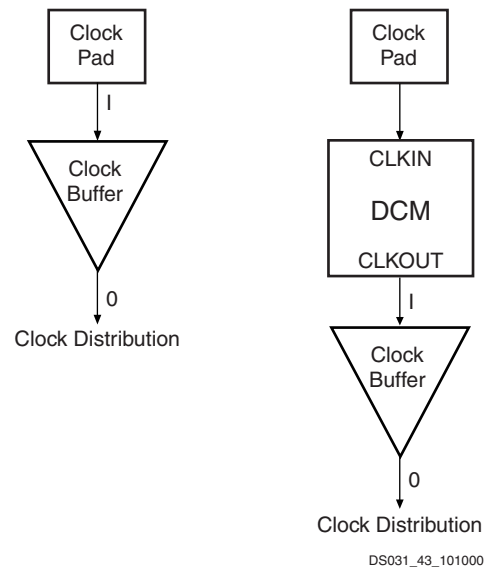 Clock
Pad
I
Clock
Buffer
0
Clock Distribution
Clock
Pad
CLKIN
DCM
CLKOUT
I
Clock
Buffer
0
Clock Distribution
DS031_43_101000